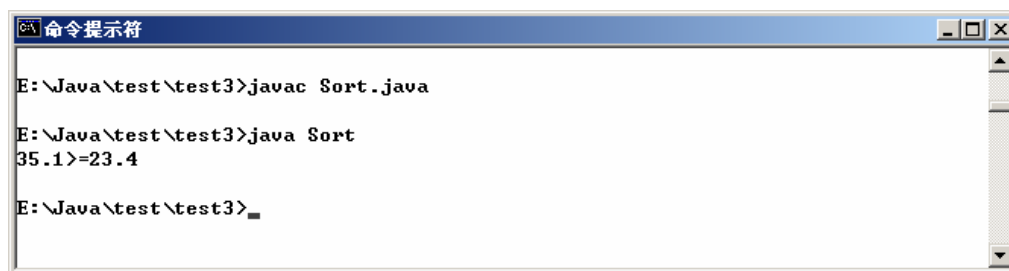 命令提示符
E:\Java\test\test3>javac Sort.java
E:\Java\test\test3>java Sort
35.1>=23.4
E:\Java\test\test3>_